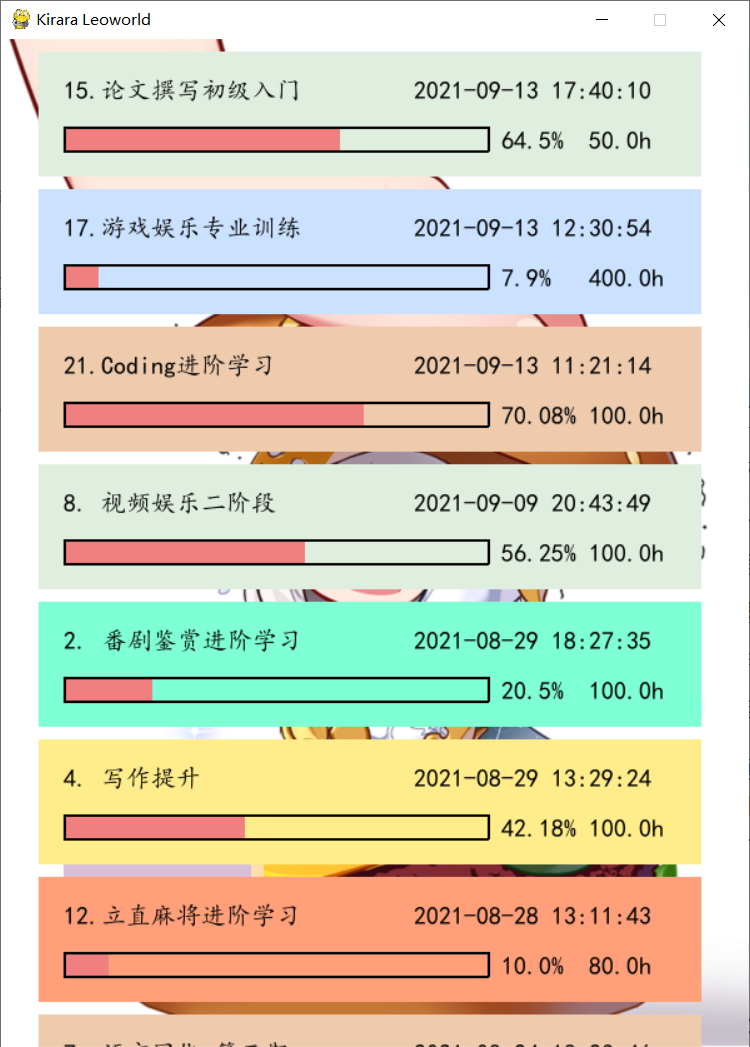 Kirara Leoworld
15.论文撰写初级入门 2021-09-13 17:40:10
64.5% 50.0h
17.游戏娱乐专业训练 2021-09-13 12:30:54
7.9% 400.0h
21.Coding进阶学习 2021-09-13 11:21:14
70.08% 100.0h
8. 视频娱乐二阶段 2021-09-09 20:43:49
56.25% 100.0h
2. 番剧鉴赏进阶学习 2021-08-29 18:27:35
20.5% 100.0h
4. 写作提升 2021-08-29 13:29:24
42.18% 100.0h
12.立直麻将进阶学习 2021-08-28 13:11:43
10.0% 80.0h